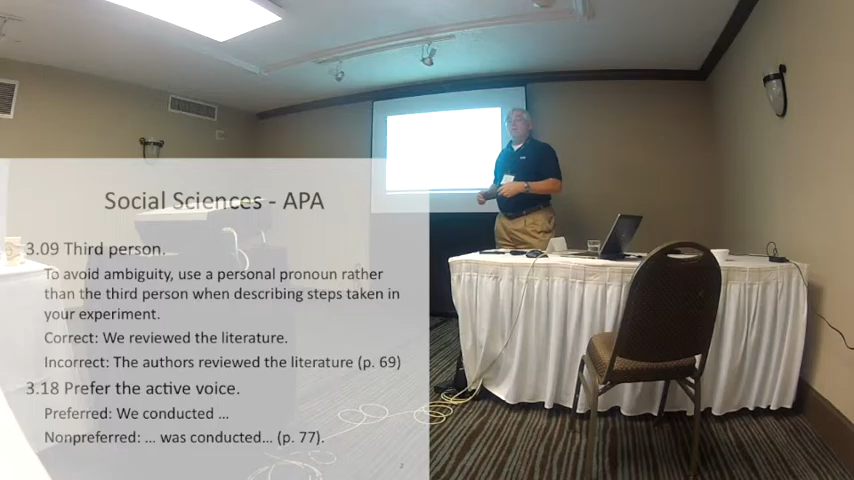 Social Sciences - APA
3.09 Third person.
To avoid ambiguity, use a personal pronoun rather
than the third person when describing steps taken in
your experiment.
Correct: We reviewed the literature.
Incorrect: The authors reviewed the literature (p. 69)
3.18 Prefer the active voice.
Preferred: We conducted ...
Nonpreferred: ... was conducted... (p. 77).
2